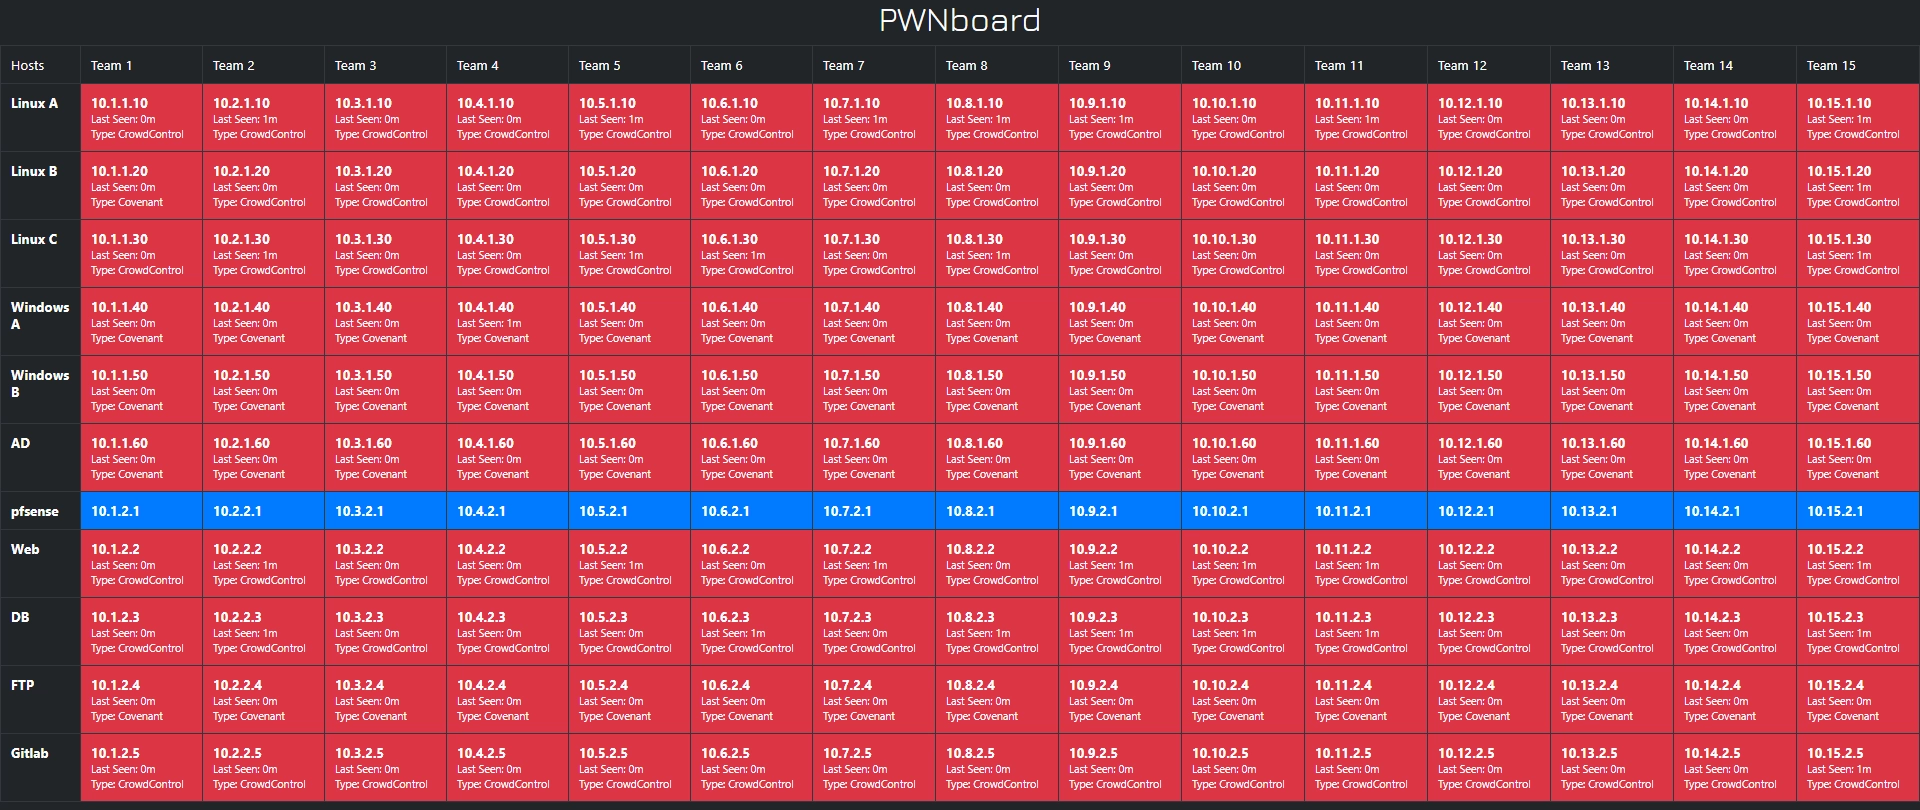 PWNboard
Hosts Team 1 Team 2 Team 3 Team 4 Team 5 Team 6 Team 7 Team 8 Team 9 Team 10 Team 11 Team 12 Team 13 Team 14 Team 15
Linux A 10.1.1.10 10.2.1.10 10.3.1.10 10.4.1.10 10.5.1.10 10.6.1.10 10.7.1.10 10.8.1.10 10.9.1.10 10.10.1.10 10.11.1.10 10.12.1.10 10.13.1.10 10.14.1.10 10.15.1.10
Last Seen: 0m Last Seen: 1m Last Seen: 0m Last Seen: 0m Last Seen: 0m Last Seen: 0m Last Seen: 1m Last Seen: 1m Last Seen: 1m Last Seen: 0m Last Seen: 1m Last Seen: 0m Last Seen: 0m Last Seen: 0m Last Seen: 1m
Type: CrowdControl Type: CrowdControl Type: CrowdControl Type: CrowdControl Type: CrowdControl Type: CrowdControl Type: CrowdControl Type: CrowdControl Type: CrowdControl Type: CrowdControl Type: CrowdControl Type: CrowdControl Type: CrowdControl Type: CrowdControl Type: CrowdControl
Linux B 10.1.1.20 10.2.1.20 10.3.1.20 10.4.1.20 10.5.1.20 10.6.1.20 10.7.1.20 10.8.1.20 10.9.1.20 10.10.1.20 10.11.1.20 10.12.1.20 10.13.1.20 10.14.1.20 10.15.1.20
Last Seen: 0m Last Seen: 0m Last Seen: 0m Last Seen: 0m Last Seen: 0m Last Seen: 0m Last Seen: 0m Last Seen: 0m Last Seen: 0m Last Seen: 0m Last Seen: 0m Last Seen: 0m Last Seen: 0m Last Seen: 0m Last Seen: 1m
Type: Covenant Type: CrowdControl Type: CrowdControl Type: CrowdControl Type: CrowdControl Type: CrowdControl Type: CrowdControl Type: CrowdControl Type: CrowdControl Type: CrowdControl Type: CrowdControl Type: CrowdControl Type: CrowdControl Type: CrowdControl Type: CrowdControl
Linux C 10.1.1.30 10.2.1.30 10.3.1.30 10.4.1.30 10.5.1.30 10.6.1.30 10.7.1.30 10.8.1.30 10.9.1.30 10.10.1.30 10.11.1.30 10.12.1.30 10.13.1.30 10.14.1.30 10.15.1.30
Last Seen: 0m Last Seen: 1m Last Seen: 0m Last Seen: 0m Last Seen: 1m Last Seen: 1m Last Seen: 0m Last Seen: 1m Last Seen: 0m Last Seen: 0m Last Seen: 0m Last Seen: 0m Last Seen: 0m Last Seen: 0m Last Seen: 1m
Type: CrowdControl Type: CrowdControl Type: CrowdControl Type: CrowdControl Type: CrowdControl Type: CrowdControl Type: CrowdControl Type: CrowdControl Type: CrowdControl Type: CrowdControl Type: CrowdControl Type: CrowdControl Type: CrowdControl Type: CrowdControl Type: CrowdControl
Windows 10.1.1.40 10.2.1.40 10.3.1.40 10.4.1.40 10.5.1.40 10.6.1.40 10.7.1.40 10.8.1.40 10.9.1.40 10.10.1.40 10.11.1.40 10.12.1.40 10.13.1.40 10.14.1.40 10.15.1.40
A Last Seen: 0m Last Seen: 0m Last Seen: 0m Last Seen: 1m Last Seen: 0m Last Seen: 0m Last Seen: 0m Last Seen: 0m Last Seen: 0m Last Seen: 0m Last Seen: 0m Last Seen: 0m Last Seen: 0m Last Seen: 0m Last Seen: 0m
Type: Covenant Type: Covenant Type: Covenant Type: Covenant Type: Covenant Type: Covenant Type: Covenant Type: Covenant Type: Covenant Type: Covenant Type: Covenant Type: Covenant Type: Covenant Type: Covenant Type: Covenant
Windows 10.1.1.50 10.2.1.50 10.3.1.50 10.4.1.50 10.5.1.50 10.6.1.50 10.7.1.50 10.8.1.50 10.9.1.50 10.10.1.50 10.11.1.50 10.12.1.50 10.13.1.50 10.14.1.50 10.15.1.50
B Last Seen: 0m Last Seen: 0m Last Seen: 0m Last Seen: 0m Last Seen: 0m Last Seen: 0m Last Seen: 0m Last Seen: 0m Last Seen: 0m Last Seen: 0m Last Seen: 0m Last Seen: 0m Last Seen: 0m Last Seen: 0m Last Seen: 0m
Type: Covenant Type: Covenant Type: Covenant Type: Covenant Type: Covenant Type: Covenant Type: Covenant Type: Covenant Type: Covenant Type: Covenant Type: Covenant Type: Covenant Type: Covenant Type: Covenant Type: Covenant
AD 10.1.1.60 10.2.1.60 10.3.1.60 10.4.1.60 10.5.1.60 10.6.1.60 10.7.1.60 10.8.1.60 10.9.1.60 10.10.1.60 10.11.1.60 10.12.1.60 10.13.1.60 10.14.1.60 10.15.1.60
Last Seen: 0m Last Seen: 0m Last Seen: 0m Last Seen: 0m Last Seen: 0m Last Seen: 0m Last Seen: 0m Last Seen: 0m Last Seen: 0m Last Seen: 0m Last Seen: 0m Last Seen: 0m Last Seen: 0m Last Seen: 0m Last Seen: 0m
Type: Covenant Type: Covenant Type: Covenant Type: Covenant Type: Covenant Type: Covenant Type: Covenant Type: Covenant Type: Covenant Type: Covenant Type: Covenant Type: Covenant Type: Covenant Type: Covenant Type: Covenant
pfsense 10.1.2.1 10.2.2.1 10.3.2.1 10.4.2.1 10.5.2.1 10.6.2.1 10.7.2.1 10.8.2.1 10.9.2.1 10.10.2.1 10.11.2.1 10.12.2.1 10.13.2.1 10.14.2.1 10.15.2.1
Web 10.1.2.2 10.2.2.2 10.3.2.2 10.4.2.2 10.5.2.2 10.6.2.2 10.7.2.2 10.8.2.2 10.9.2.2 10.10.2.2 10.11.2.2 10.12.2.2 10.13.2.2 10.14.2.2 10.15.2.2
Last Seen: 0m Last Seen: 1m Last Seen: 0m Last Seen: 0m Last Seen: 1m Last Seen: 0m Last Seen: 1m Last Seen: 0m Last Seen: 1m Last Seen: 1m Last Seen: 1m Last Seen: 0m Last Seen: 0m Last Seen: 0m Last Seen: 1m
Type: CrowdControl Type: CrowdControl Type: CrowdControl Type: CrowdControl Type: CrowdControl Type: CrowdControl Type: CrowdControl Type: CrowdControl Type: CrowdControl Type: CrowdControl Type: CrowdControl Type: CrowdControl Type: CrowdControl Type: CrowdControl Type: CrowdControl
DB 10.1.2.3 10.2.2.3 10.3.2.3 10.4.2.3 10.5.2.3 10.6.2.3 10.7.2.3 10.8.2.3 10.9.2.3 10.10.2.3 10.11.2.3 10.12.2.3 10.13.2.3 10.14.2.3 10.15.2.3
Last Seen: 0m Last Seen: 1m Last Seen: 0m Last Seen: 0m Last Seen: 0m Last Seen: 1m Last Seen: 0m Last Seen: 1m Last Seen: 1m Last Seen: 1m Last Seen: 1m Last Seen: 0m Last Seen: 0m Last Seen: 0m Last Seen: 1m
Type: CrowdControl Type: CrowdControl Type: CrowdControl Type: CrowdControl Type: CrowdControl Type: CrowdControl Type: CrowdControl Type: CrowdControl Type: CrowdControl Type: CrowdControl Type: CrowdControl Type: CrowdControl Type: CrowdControl Type: CrowdControl Type: CrowdControl
FTP 10.1.2.4 10.2.2.4 10.3.2.4 10.4.2.4 10.5.2.4 10.6.2.4 10.7.2.4 10.8.2.4 10.9.2.4 10.10.2.4 10.11.2.4 10.12.2.4 10.13.2.4 10.14.2.4 10.15.2.4
Last Seen: 0m Last Seen: 0m Last Seen: 0m Last Seen: 0m Last Seen: 0m Last Seen: 0m Last Seen: 0m Last Seen: 0m Last Seen: 0m Last Seen: 0m Last Seen: 0m Last Seen: 0m Last Seen: 0m Last Seen: 0m Last Seen: 0m
Type: Covenant Type: Covenant Type: Covenant Type: Covenant Type: Covenant Type: Covenant Type: Covenant Type: Covenant Type: Covenant Type: Covenant Type: Covenant Type: Covenant Type: Covenant Type: Covenant Type: Covenant
Gitlab 10.1.2.5 10.2.2.5 10.3.2.5 10.4.2.5 10.5.2.5 10.6.2.5 10.7.2.5 10.8.2.5 10.9.2.5 10.10.2.5 10.11.2.5 10.12.2.5 10.13.2.5 10.14.2.5 10.15.2.5
Last Seen: 0m Last Seen: 0m Last Seen: 0m Last Seen: 0m Last Seen: 0m Last Seen: 0m Last Seen: 0m Last Seen: 0m Last Seen: 0m Last Seen: 0m Last Seen: 0m Last Seen: 0m Last Seen: 0m Last Seen: 0m Last Seen: 1m
Type: CrowdControl Type: CrowdControl Type: CrowdControl Type: CrowdControl Type: CrowdControl Type: CrowdControl Type: CrowdControl Type: CrowdControl Type: CrowdControl Type: CrowdControl Type: CrowdControl Type: CrowdControl Type: CrowdControl Type: CrowdControl Type: CrowdControl